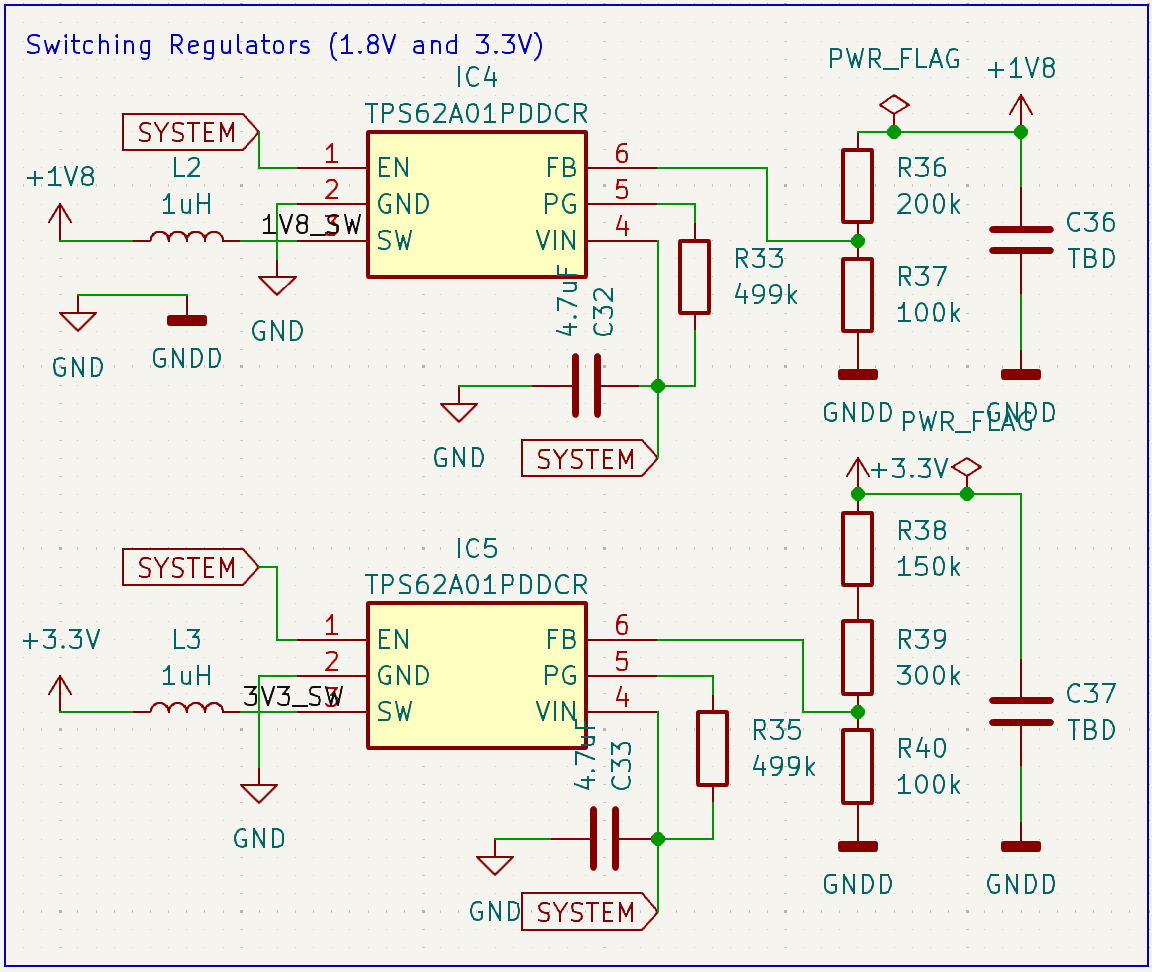 Switching Regulators (1.8V and 3.3V)
IC4
TPS62A01PDDCR
SYSTEM
1 EN
2 GND
3 SW
FB 6
PG 5
VIN 4
+1V8
L2
1uH
1V8_SW
GND
GND
GNDD
4.7uF
C32
R33
499k
GND
SYSTEM
PWR_FLAG
+1V8
R36
200k
R37
100k
C36
TBD
GNDD
GNDD
PWR_FLAG
+3.3V
R38
150k
R39
300k
R40
100k
C37
TBD
GNDD
GNDD
IC5
TPS62A01PDDCR
SYSTEM
1 EN
2 GND
3 SW
FB 6
PG 5
VIN 4
+3.3V
L3
1uH
3V3_SW
GND
4.7uF
C33
R35
499k
GND
SYSTEM